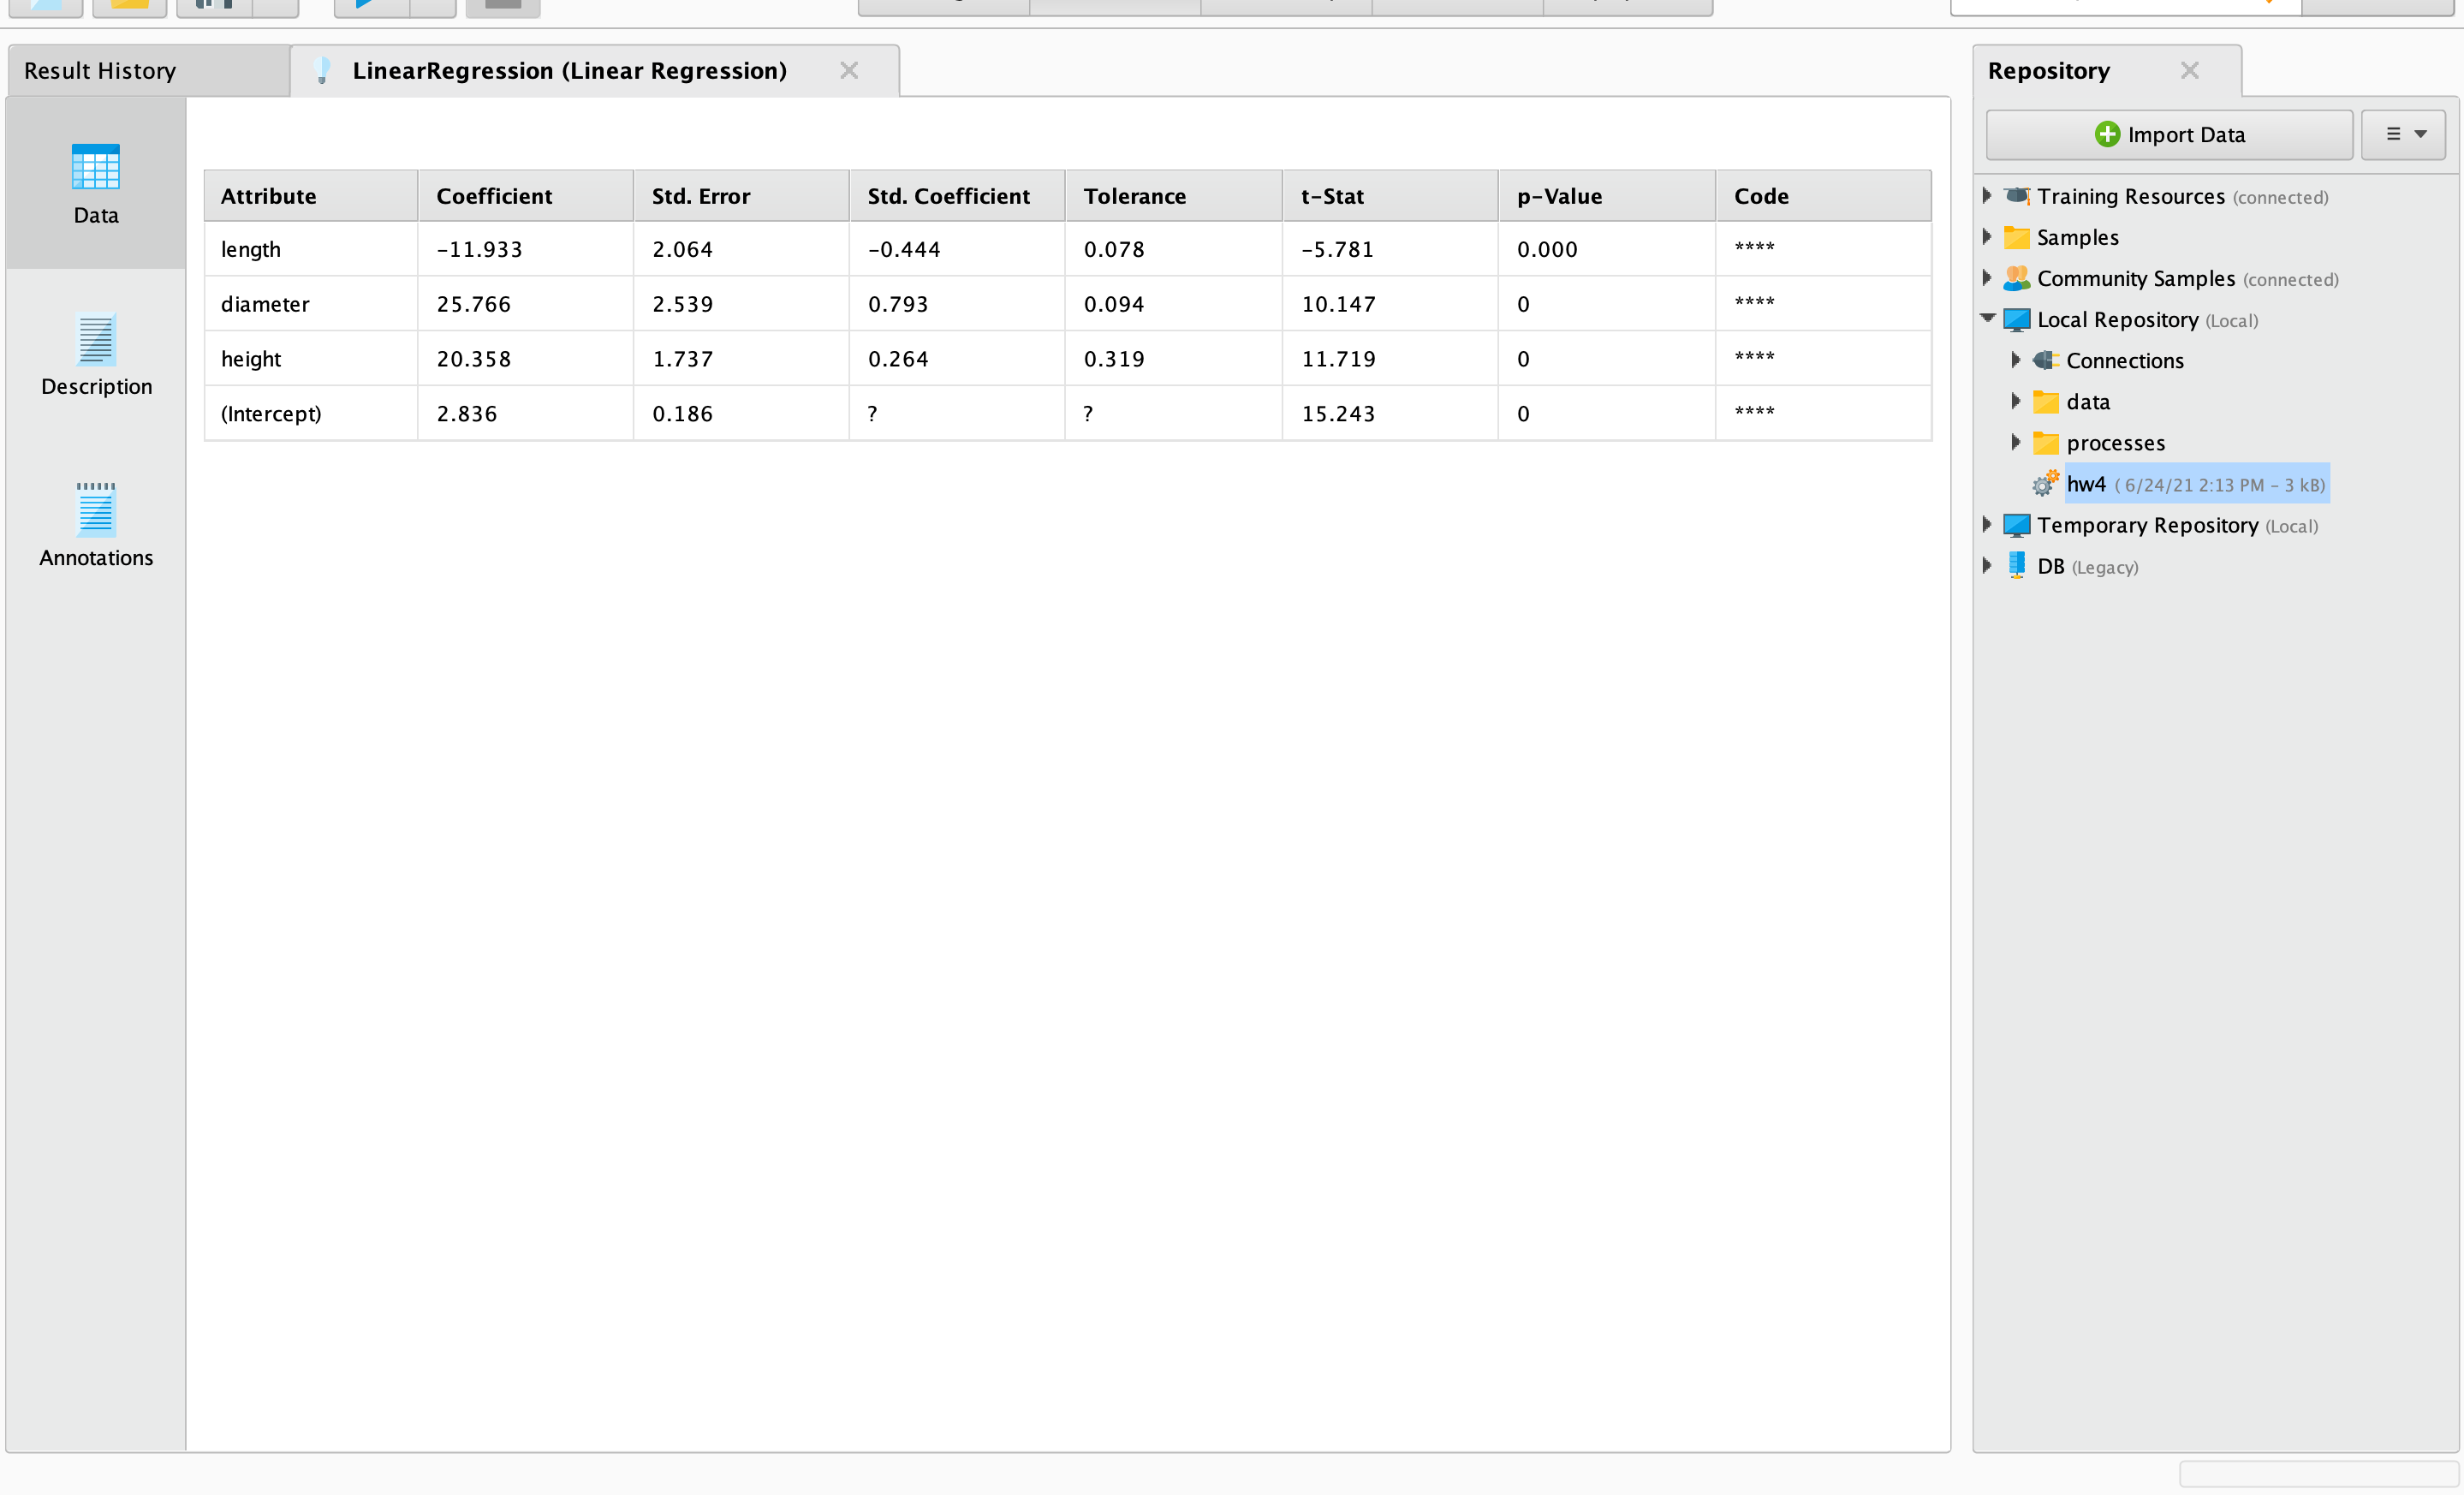 Result History
LinearRegression (Linear Regression)
Repository
Import Data
Data
Description
Annotations
Attribute Coefficient Std. Error Std. Coefficient Tolerance t-Stat p-Value Code
length -11.933 2.064 -0.444 0.078 -5.781 0.000 ****
diameter 25.766 2.539 0.793 0.094 10.147 0 ****
height 20.358 1.737 0.264 0.319 11.719 0 ****
(Intercept) 2.836 0.186 ? ? 15.243 0 ****
Training Resources (connected)
Samples
Community Samples (connected)
Local Repository (Local)
Connections
data
processes
hw4 ( 6/24/21 2:13 PM – 3 kB)
Temporary Repository (Local)
DB (Legacy)